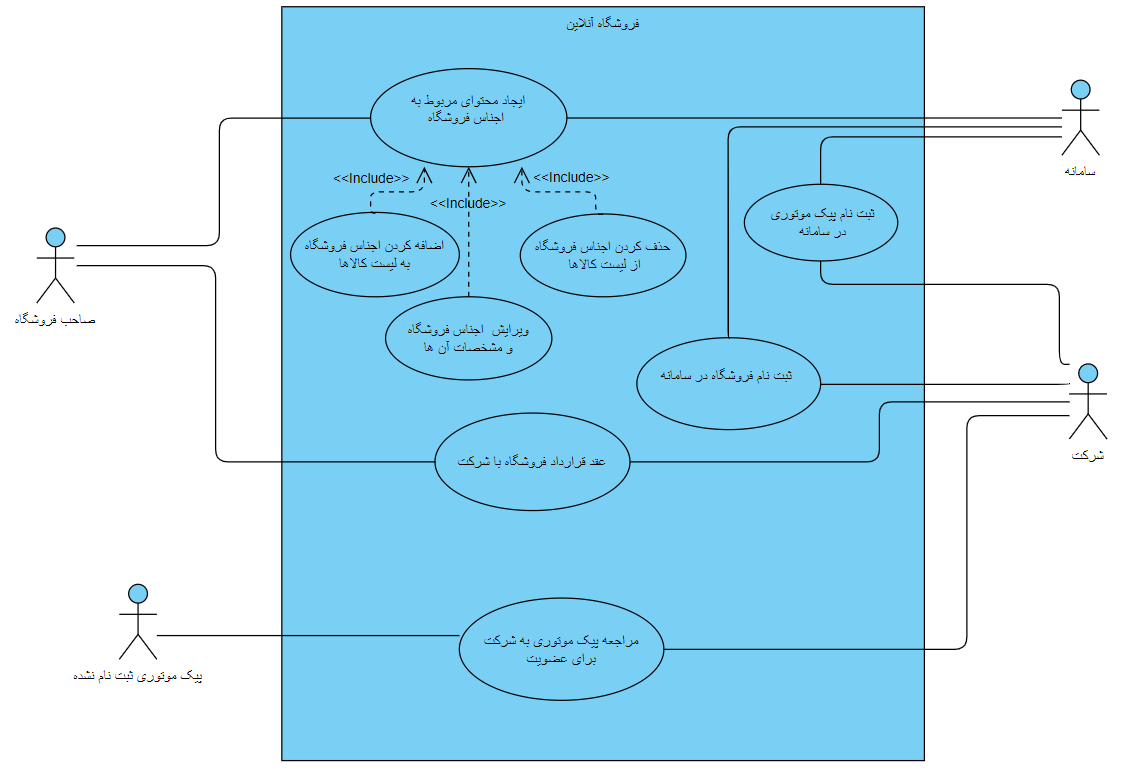 فروشگاه آنلاین
ایجاد محتوای مربوط به
اجناس فروشگاه
سامانه
<<Include>>
<<Include>>
<<Include>>
ثبت نام پیک موتوری
در سامانه
اضافه کردن اجناس فروشگاه
به لیست کالاها
حذف کردن اجناس فروشگاه
از لیست کالاها
صاحب فروشگاه
ویرایش اجناس فروشگاه
و مشخصات آن ها
ثبت نام فروشگاه در سامانه
شرکت
عقد قرارداد فروشگاه با شرکت
مراجعه پیک موتوری به شرکت
برای عضویت
پیک موتوری ثبت نام نشده